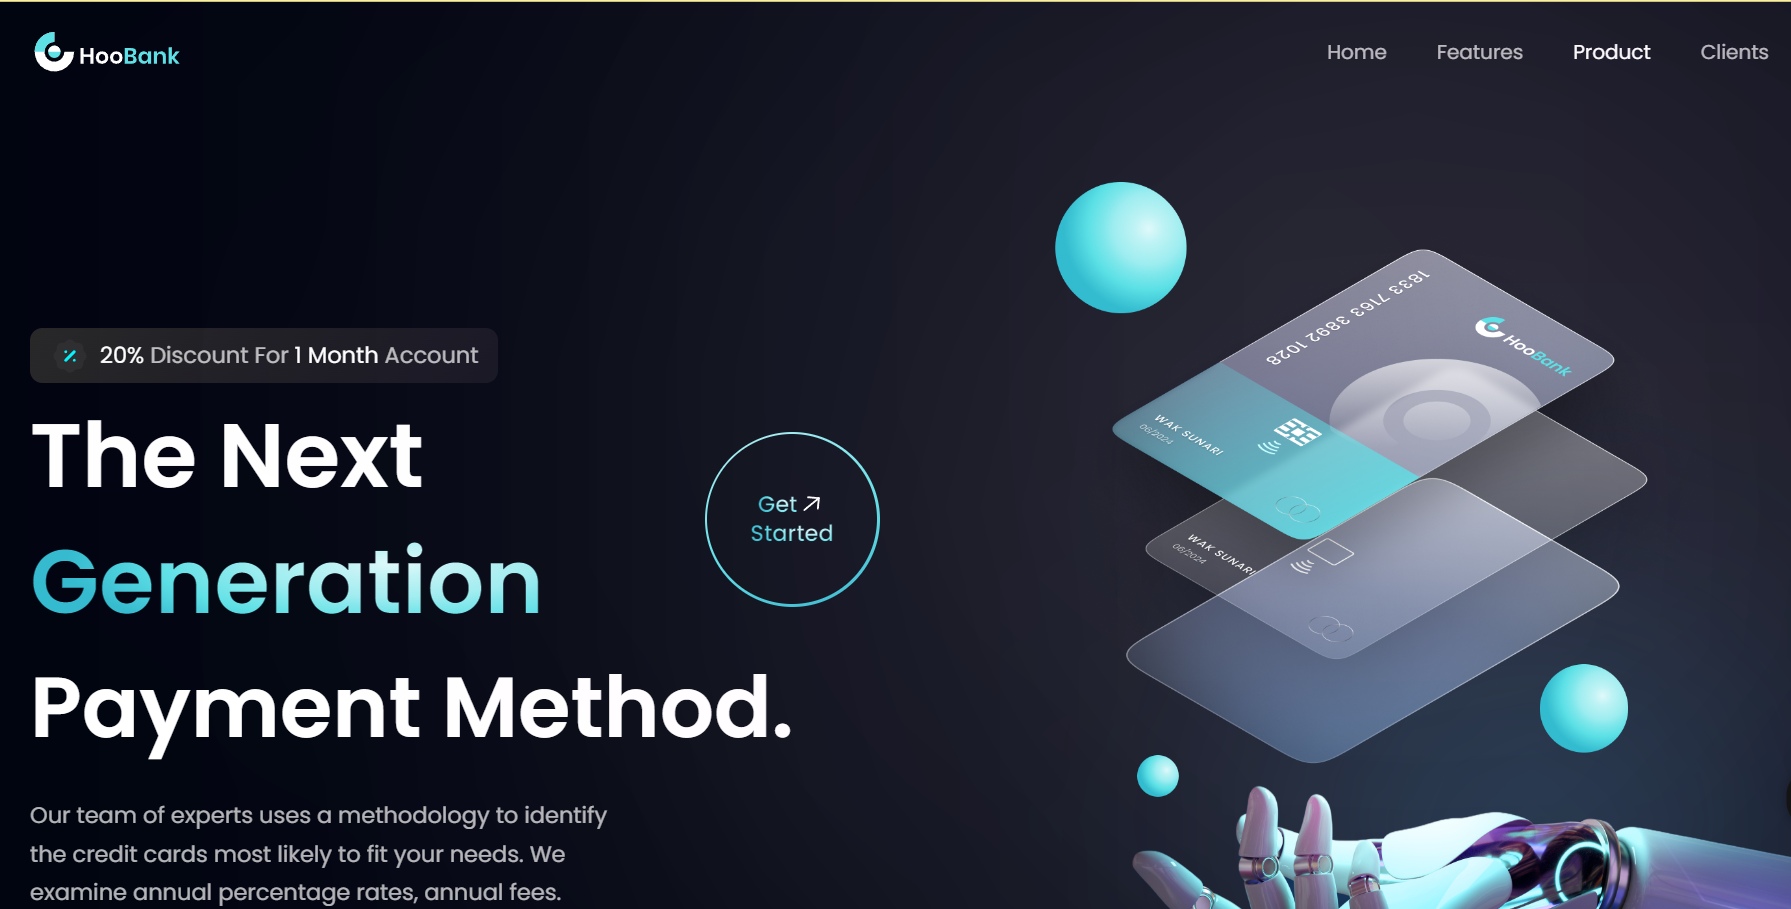 HooBank
Home Features Product Clients
20% Discount For 1 Month Account
The Next
Generation
Payment Method.
Get
Started
Our team of experts uses a methodology to identify
the credit cards most likely to fit your needs. We
examine annual percentage rates, annual fees.
1833 7163 3892 1028
HooBank
WAK SUNARI
06/2024
WAK SUNARI
06/2024